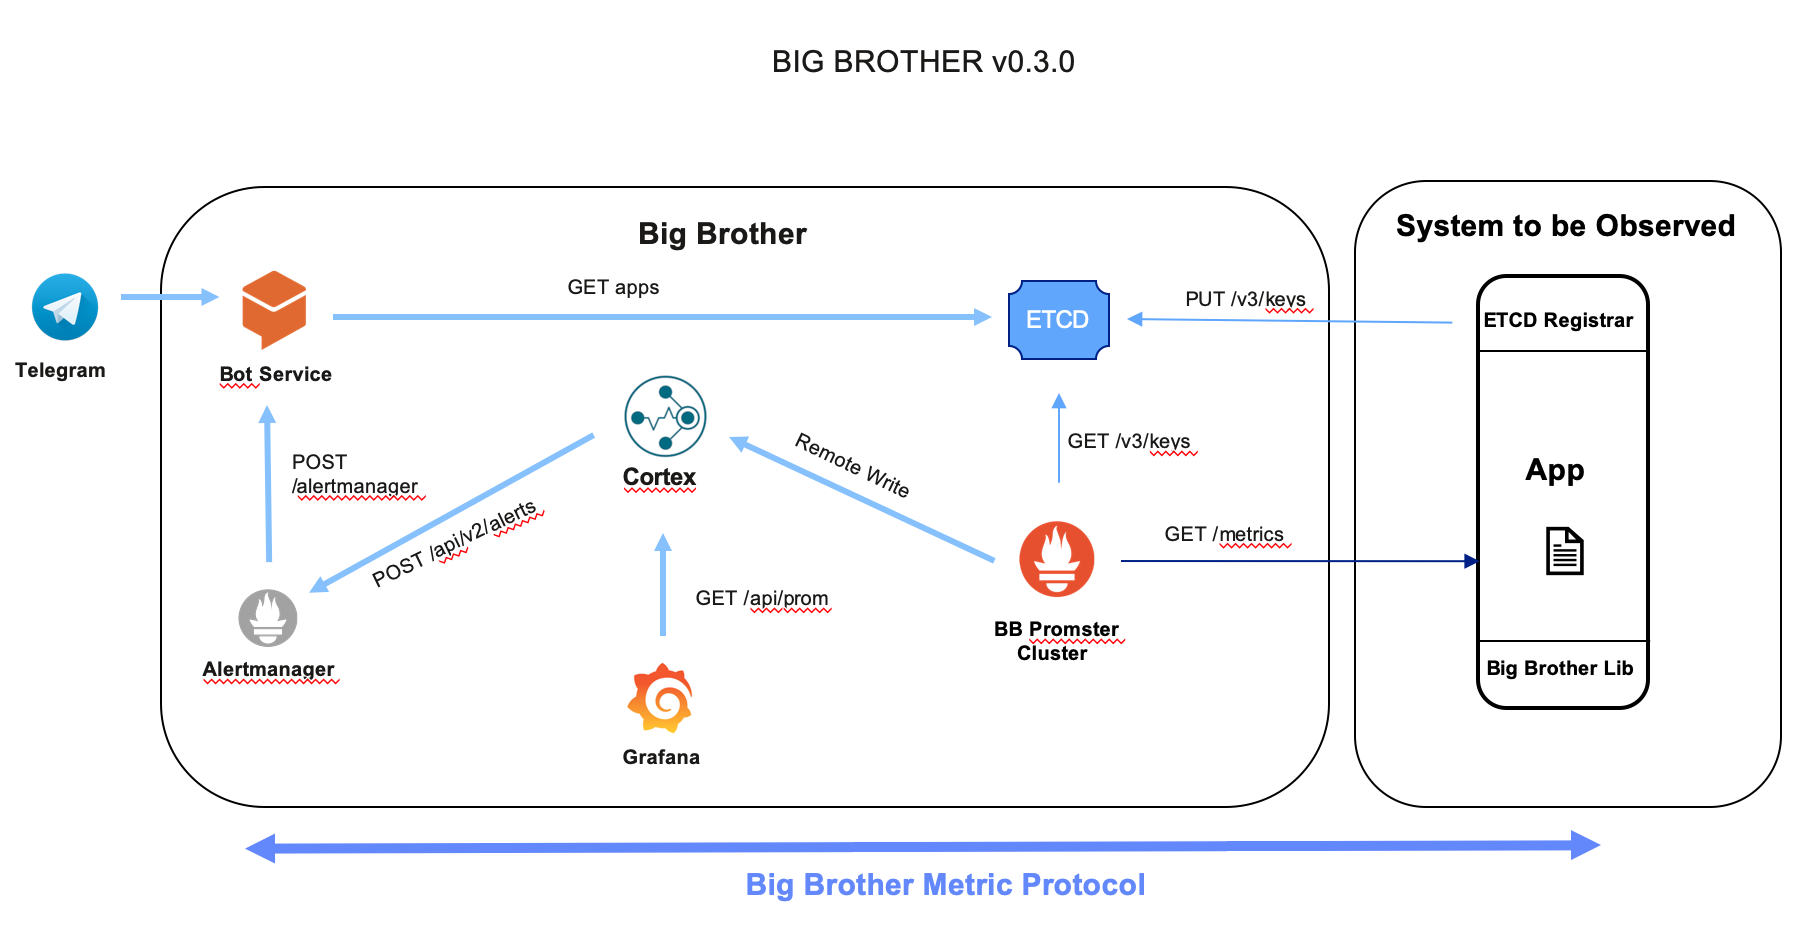 BIG BROTHER v0.3.0
Big Brother
System to be Observed
Telegram
Bot Service
GET apps
ETCD
PUT /v3/keys
ETCD Registrar
POST
/alertmanager
Cortex
POST /api/v2/alerts
Remote Write
GET /v3/keys
App
GET /metrics
GET /api/prom
Alertmanager
BB Promster
Cluster
Big Brother Lib
Grafana
Big Brother Metric Protocol